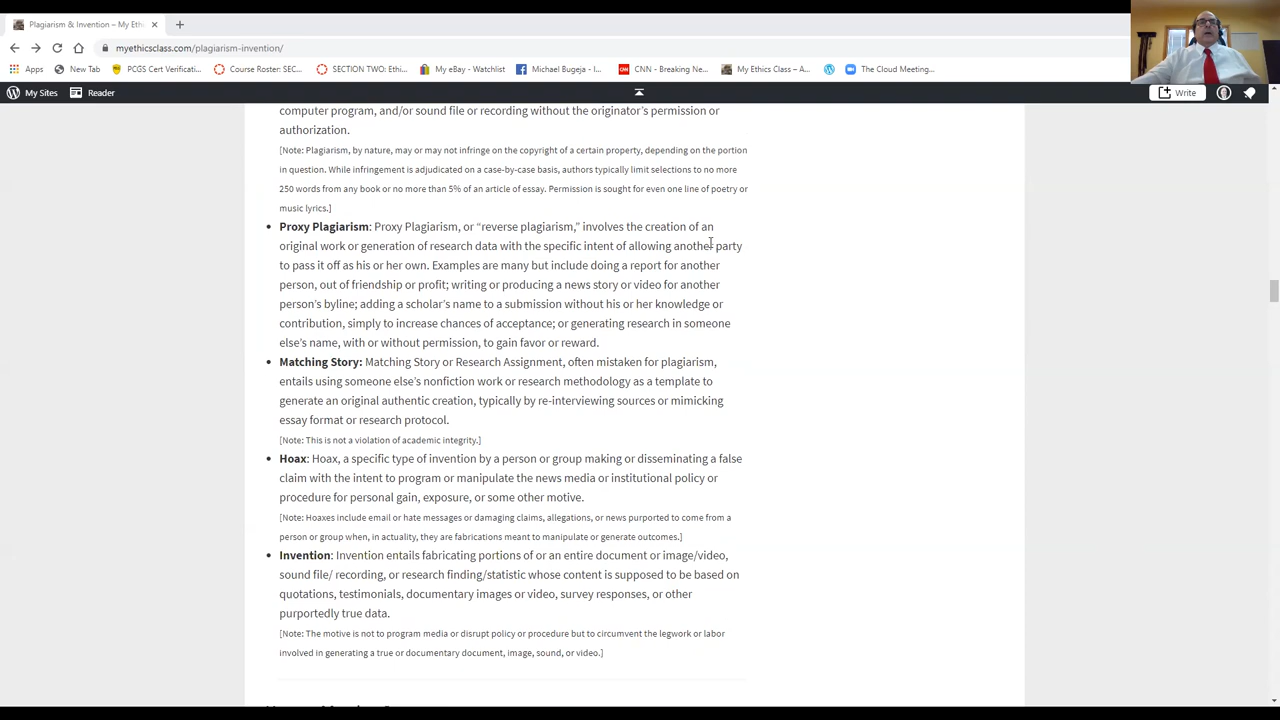 Plagiarism & Invention – My Ethi
myethicsclass.com/plagiarism-invention/
Apps New Tab PCGS Cert Verificati... Course Roster: SEC... SECTION TWO: Ethi... My eBay - Watchlist Michael Bugeja - I... CNN - Breaking Ne... My Ethics Class – A... The Cloud Meeting...
My Sites Reader Write
computer program, and/or sound file or recording without the originator's permission or
authorization.
[Note: Plagiarism, by nature, may or may not infringe on the copyright of a certain property, depending on the portion
in question. While infringement is adjudicated on a case-by-case basis, authors typically limit selections to no more
250 words from any book or no more than 5% of an article of essay. Permission is sought for even one line of poetry or
music lyrics.]
• Proxy Plagiarism: Proxy Plagiarism, or “reverse plagiarism,” involves the creation of an
original work or generation of research data with the specific intent of allowing another party
to pass it off as his or her own. Examples are many but include doing a report for another
person, out of friendship or profit; writing or producing a news story or video for another
person's byline; adding a scholar's name to a submission without his or her knowledge or
contribution, simply to increase chances of acceptance; or generating research in someone
else's name, with or without permission, to gain favor or reward.
• Matching Story: Matching Story or Research Assignment, often mistaken for plagiarism,
entails using someone else's nonfiction work or research methodology as a template to
generate an original authentic creation, typically by re-interviewing sources or mimicking
essay format or research protocol.
[Note: This is not a violation of academic integrity.]
• Hoax: Hoax, a specific type of invention by a person or group making or disseminating a false
claim with the intent to program or manipulate the news media or institutional policy or
procedure for personal gain, exposure, or some other motive.
[Note: Hoaxes include email or hate messages or damaging claims, allegations, or news purported to come from a
person or group when, in actuality, they are fabrications meant to manipulate or generate outcomes.]
• Invention: Invention entails fabricating portions of or an entire document or image/video,
sound file/ recording, or research finding/statistic whose content is supposed to be based on
quotations, testimonials, documentary images or video, survey responses, or other
purportedly true data.
[Note: The motive is not to program media or disrupt policy or procedure but to circumvent the legwork or labor
involved in generating a true or documentary document, image, sound, or video.]